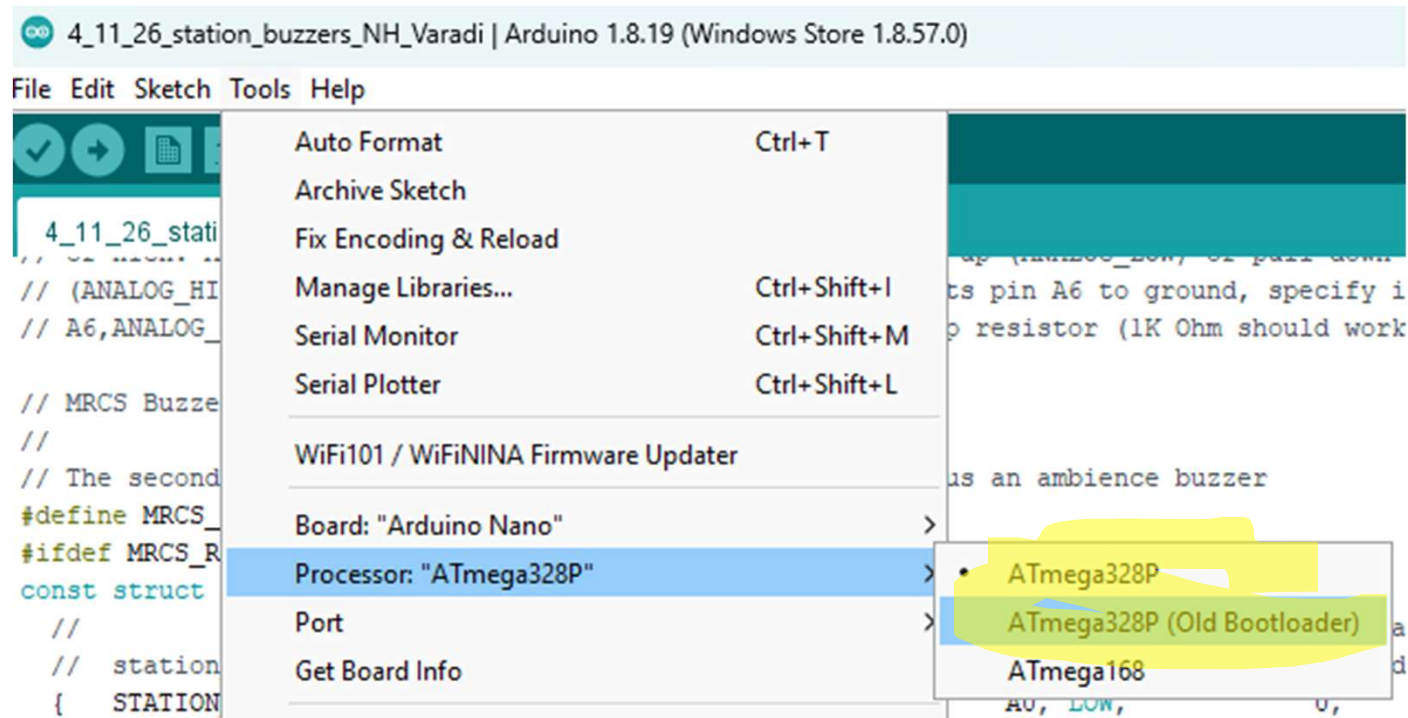 4_11_26_station_buzzers_NH_Varadi | Arduino 1.8.19 (Windows Store 1.8.57.0)
File Edit Sketch Tools Help
4_11_26_stati
Auto Format Ctrl+T
Archive Sketch
Fix Encoding & Reload
Manage Libraries... Ctrl+Shift+I
Serial Monitor Ctrl+Shift+M
Serial Plotter Ctrl+Shift+L
WiFi101 / WiFiNINA Firmware Updater
Board: "Arduino Nano"
Processor: "ATmega328P"
Port
Get Board Info
ATmega328P
ATmega328P (Old Bootloader)
ATmega168
// (ANALOG_HI ts pin A6 to ground, specify i
// A6,ANALOG_ p resistor (1K Ohm should work
// MRCS Buzze
//
// The second us an ambience buzzer
#define MRCS_
#ifdef MRCS_R
const struct
//
// station
{ STATION A0, LOW, 0,